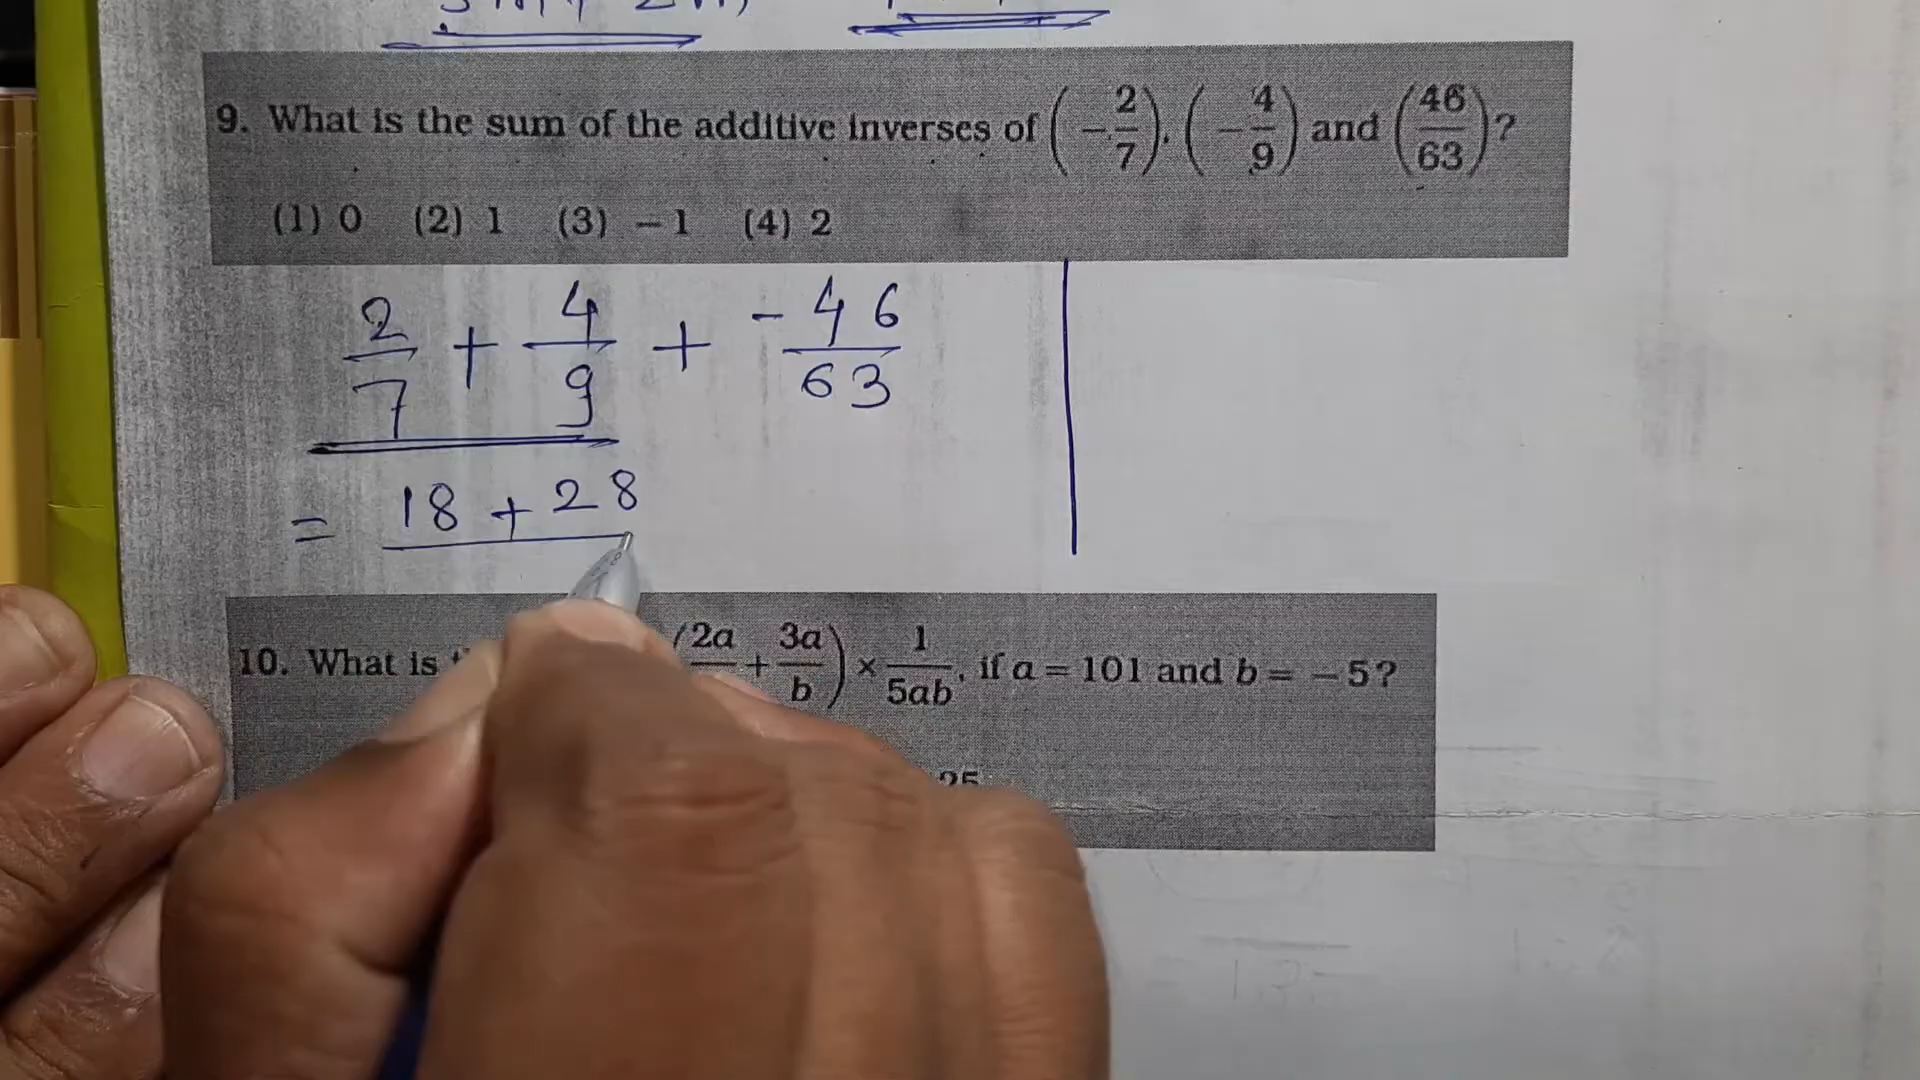 9. What is the sum of the additive inverses of (-2/7), (-4/9) and (46/63)?
(1) 0 (2) 1 (3) -1 (4) 2
2/7 + 4/9 + -46/63
= 18 + 28
10. What is (2a + 3a/b) × 1/5ab, if a = 101 and b = -5?
25